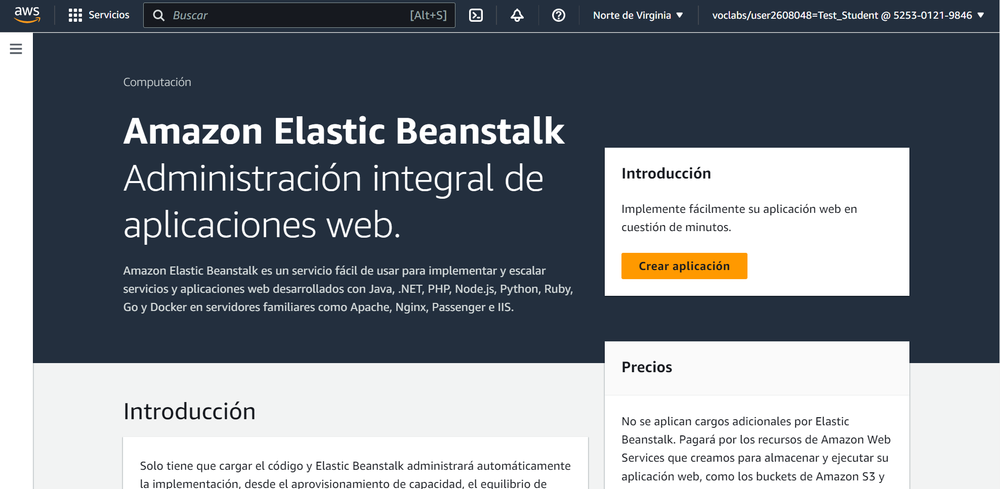 aws
Servicios
Buscar
[Alt+S]
Norte de Virginia
voclabs/user2608048=Test_Student @ 5253-0121-9846
Computación
Amazon Elastic Beanstalk
Administración integral de
aplicaciones web.
Amazon Elastic Beanstalk es un servicio fácil de usar para implementar y escalar
servicios y aplicaciones web desarrollados con Java, .NET, PHP, Node.js, Python, Ruby,
Go y Docker en servidores familiares como Apache, Nginx, Passenger e IIS.
Introducción
Implemente fácilmente su aplicación web en
cuestión de minutos.
Crear aplicación
Precios
No se aplican cargos adicionales por Elastic
Beanstalk. Pagará por los recursos de Amazon Web
Services que creamos para almacenar y ejecutar su
aplicación web, como los buckets de Amazon S3 y
Introducción
Solo tiene que cargar el código y Elastic Beanstalk administrará automáticamente
la implementación, desde el aprovisionamiento de capacidad, el equilibrio de